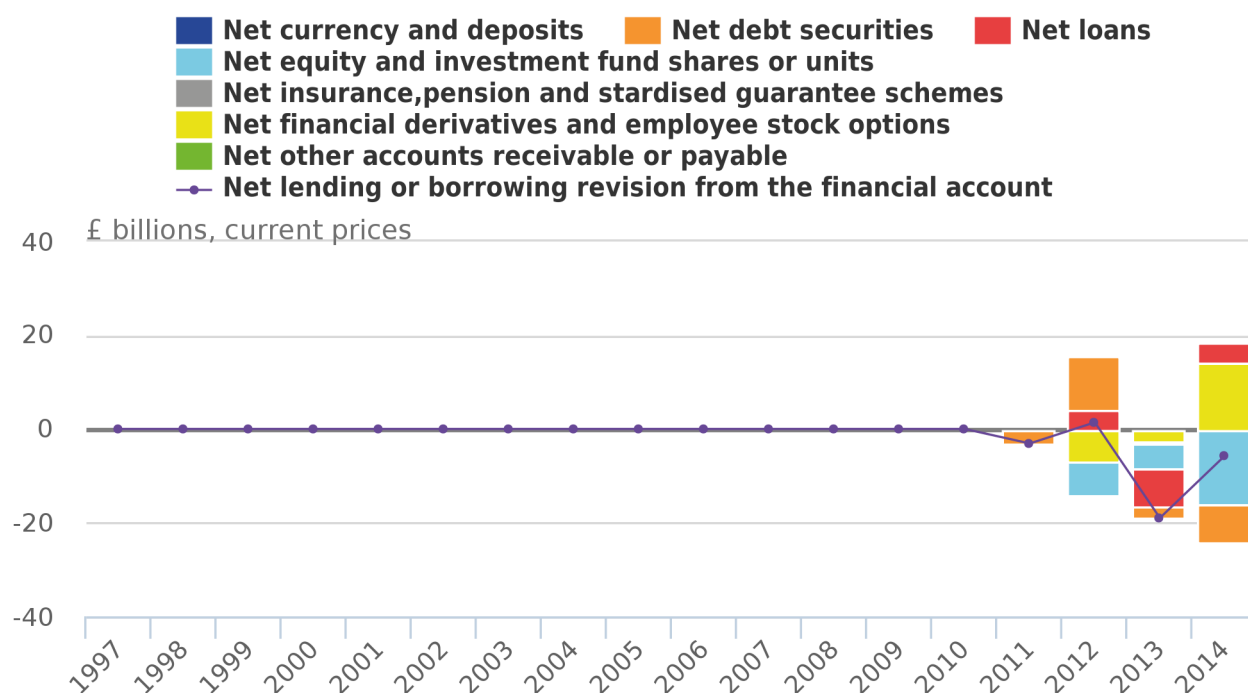 Net currency and deposits Net debt securities Net loans
Net equity and investment fund shares or units
Net insurance,pension and stardised guarantee schemes
Net financial derivatives and employee stock options
Net other accounts receivable or payable
Net lending or borrowing revision from the financial account
£ billions, current prices
40
20
0
-20
-40
1997 1998 1999 2000 2001 2002 2003 2004 2005 2006 2007 2008 2009 2010 2011 2012 2013 2014